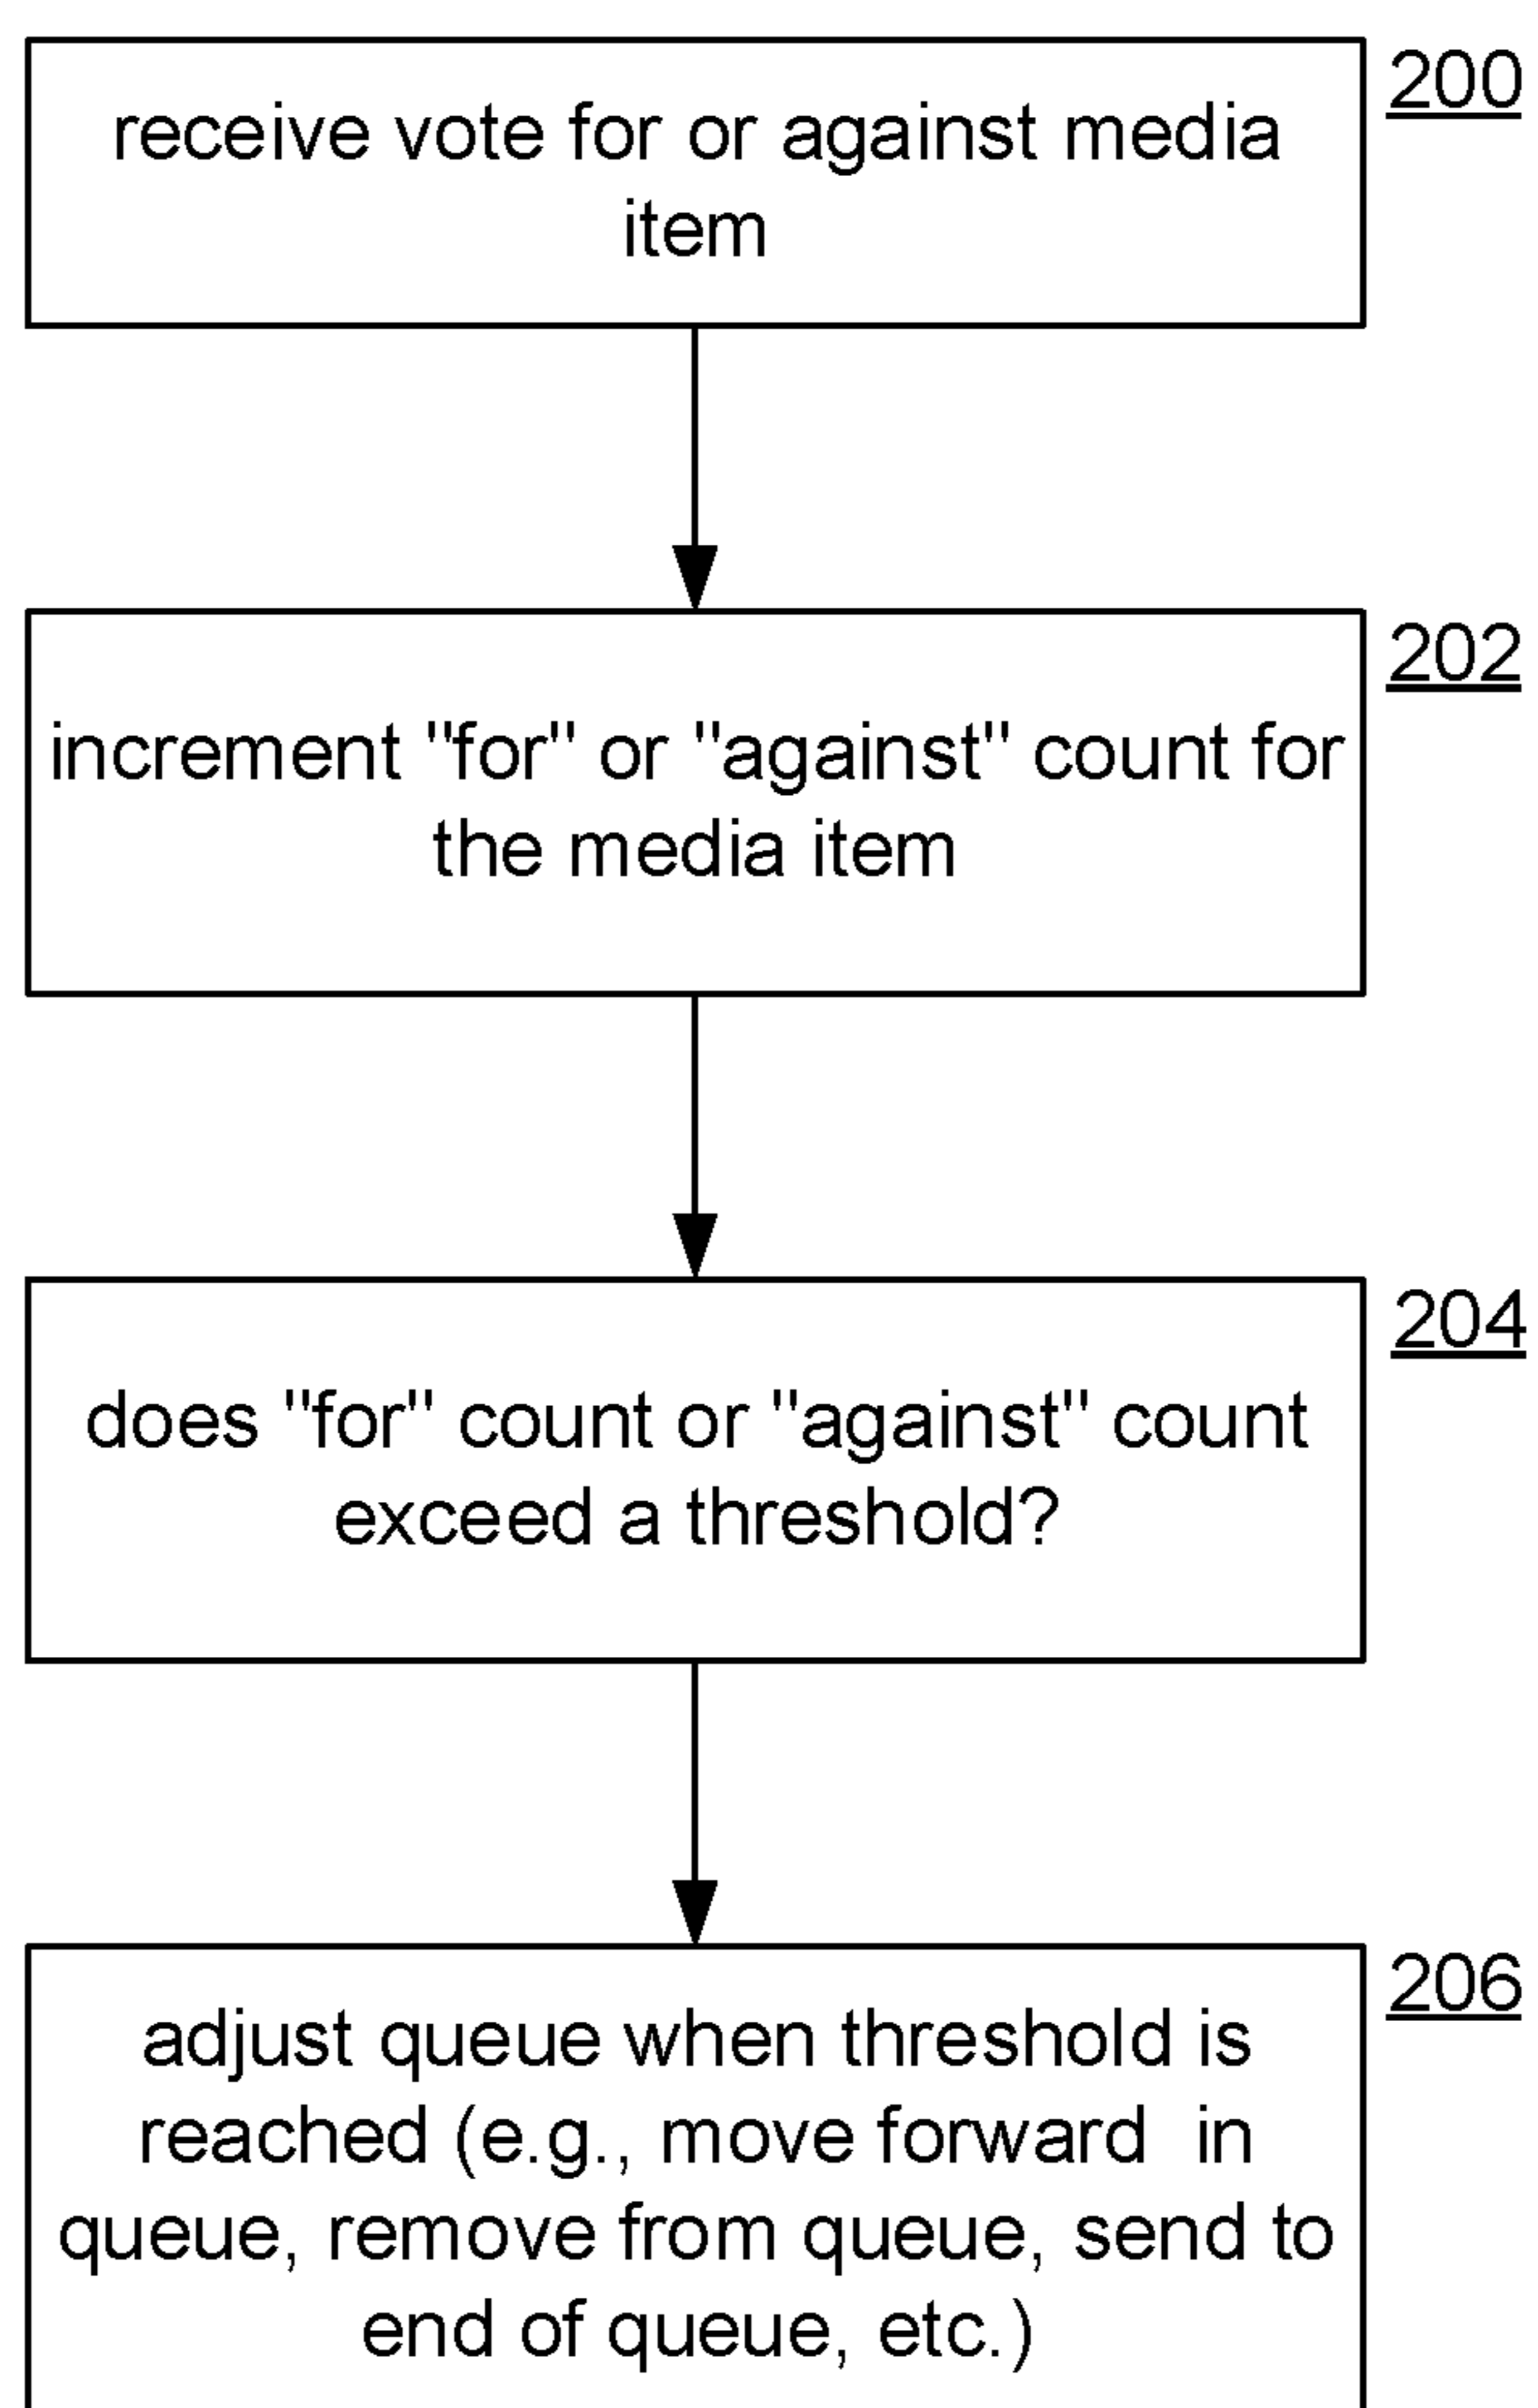 receive vote for or against media
item
200
increment "for" or "against" count for
the media item
202
does "for" count or "against" count
exceed a threshold?
204
adjust queue when threshold is
reached (e.g., move forward  in
queue, remove from queue, send to
end of queue, etc.)
206